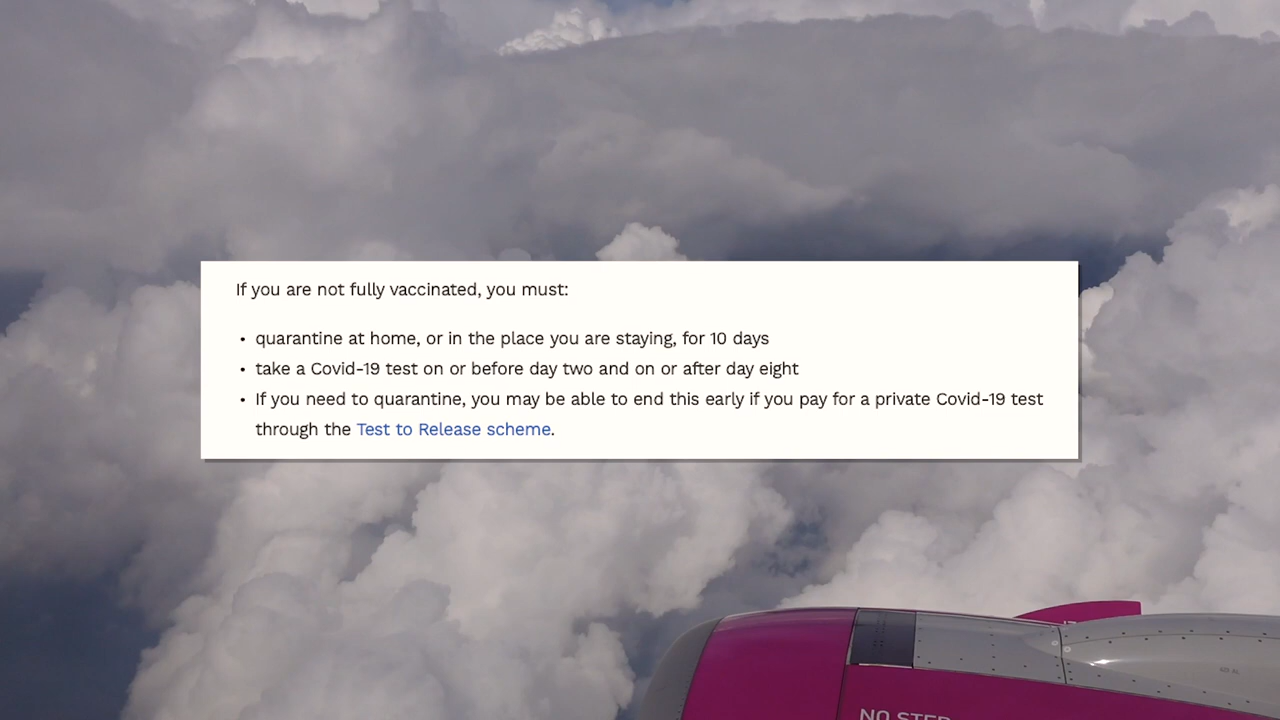 If you are not fully vaccinated, you must:
• quarantine at home, or in the place you are staying, for 10 days
• take a Covid-19 test on or before day two and on or after day eight
• If you need to quarantine, you may be able to end this early if you pay for a private Covid-19 test
through the Test to Release scheme.
NO STEP